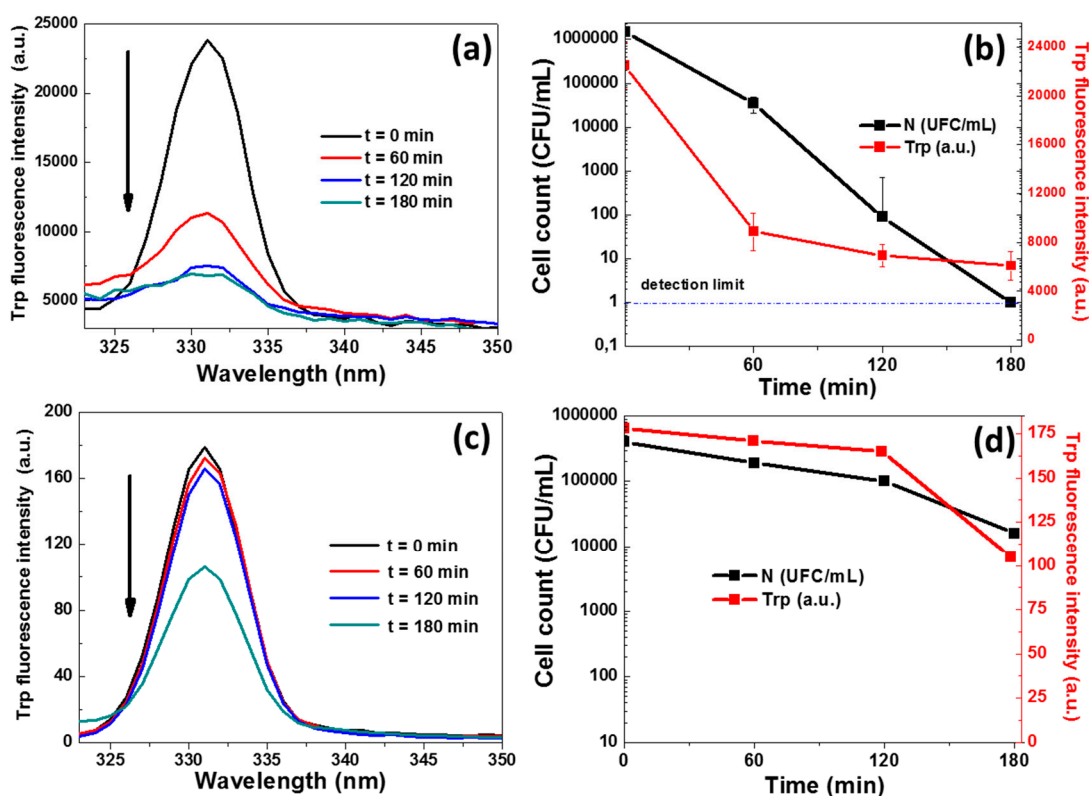 (a)
Trp fluorescence intensity (a.u.)
25000
20000
15000
10000
5000
t = 0 min
t = 60 min
t = 120 min
t = 180 min
325 330 335 340 345 350
Wavelength (nm)
(b)
Cell count (CFU/mL)
1000000
100000
10000
1000
100
10
1
0,1
N (UFC/mL)
Trp (a.u.)
detection limit
24000
20000
16000
12000
8000
4000
0
Trp fluorescence intensity (a.u.)
0 60 120 180
Time (min)
(c)
Trp fluorescence intensity (a.u.)
200
160
120
80
40
0
t = 0 min
t = 60 min
t = 120 min
t = 180 min
325 330 335 340 345 350
Wavelength (nm)
(d)
Cell count (CFU/mL)
1000000
100000
10000
1000
100
10
N (UFC/mL)
Trp (a.u.)
175
150
125
100
75
50
25
0
Trp fluorescence intensity (a.u.)
0 60 120 180
Time (min)